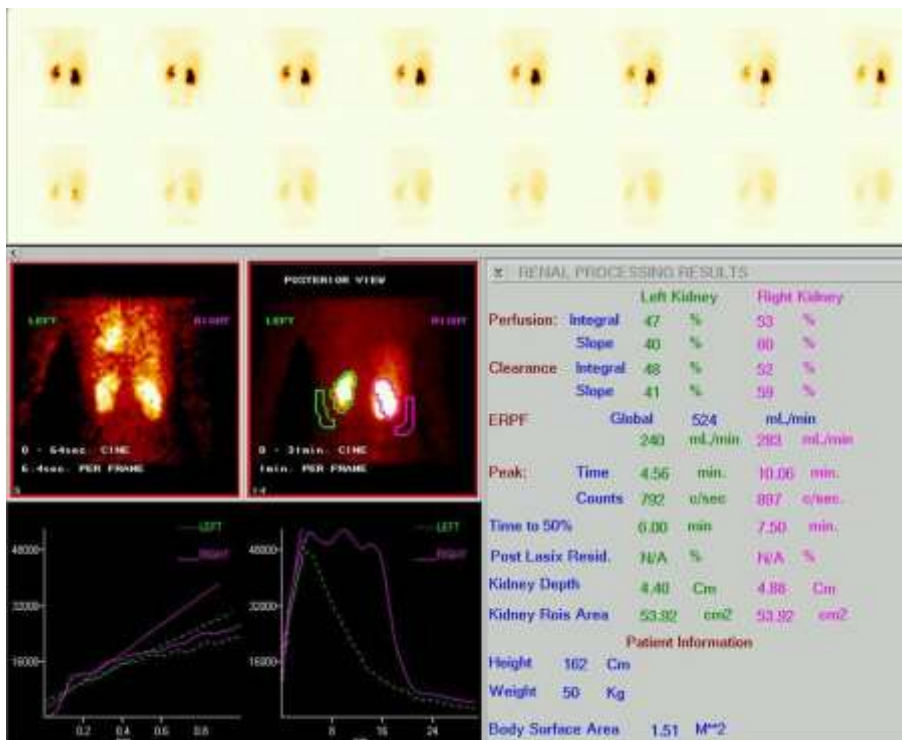 POSTERIOR VIEW
LEFT RIGHT
LEFT RIGHT
0 - 64sec. CINE
6.4sec. PER FRAME
0 - 31min. CINE
1min. PER FRAME
14
LEFT
RIGHT
48000
32000
16000
0.2 0.4 0.6 0.8
LEFT
RIGHT
48000
32000
16000
8 16 24
RENAL PROCESSING RESULTS
Left Kidney Right Kidney
Perfusion: Integral 47 % 53 %
Slope 40 % 60 %
Clearance Integral 48 % 52 %
Slope 41 % 59 %
ERPF Global 524 mL/min
240 mL/min 283 mL/min
Peak: Time 4.56 min. 10.06 min.
Counts 792 c/sec 897 c/sec.
Time to 50% 6.00 min 7.50 min.
Post Lasix Resid. N/A % N/A %
Kidney Depth 4.40 Cm 4.86 Cm
Kidney Rois Area 53.92 cm2 53.92 cm2
Patient Information
Height 162 Cm
Weight 50 Kg
Body Surface Area 1.51 M**2